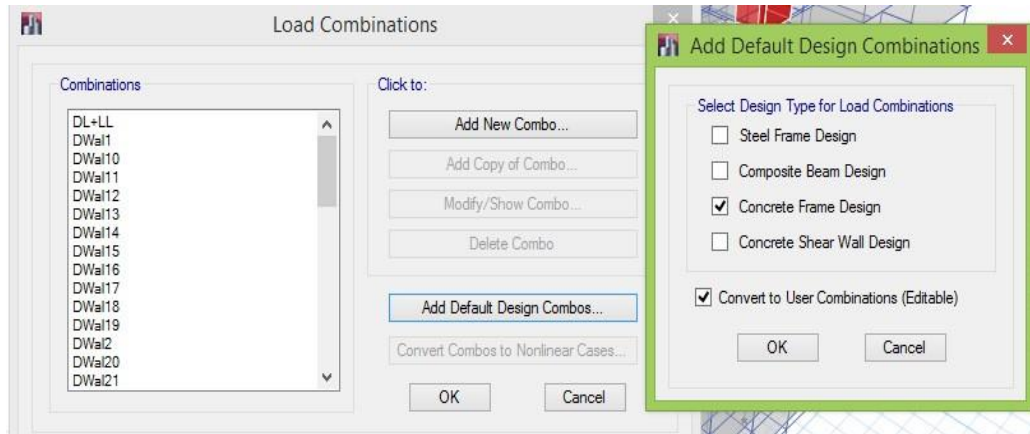 Load Combinations
Combinations
DL+LL
DWal1
DWal10
DWal11
DWal12
DWal13
DWal14
DWal15
DWal16
DWal17
DWal18
DWal19
DWal2
DWal20
DWal21
Click to:
Add New Combo...
Add Copy of Combo...
Modify/Show Combo...
Delete Combo
Add Default Design Combos...
Convert Combos to Nonlinear Cases...
OK
Cancel
Add Default Design Combinations
Select Design Type for Load Combinations
Steel Frame Design
Composite Beam Design
Concrete Frame Design
Concrete Shear Wall Design
Convert to User Combinations (Editable)
OK
Cancel